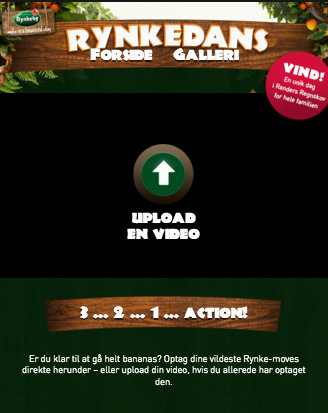 Rynkeby
RYNKEDANS
FORSIDE GALLERI
VIND!
En unik dag
i Randers Regnskov
for hele familien
UPLOAD
EN VIDEO
3 ... 2 ... 1 ... ACTION!
Er du klar til at gå helt bananas? Optag dine vildeste Rynke-moves
direkte herunder – eller upload din video, hvis du allerede har optaget
den.